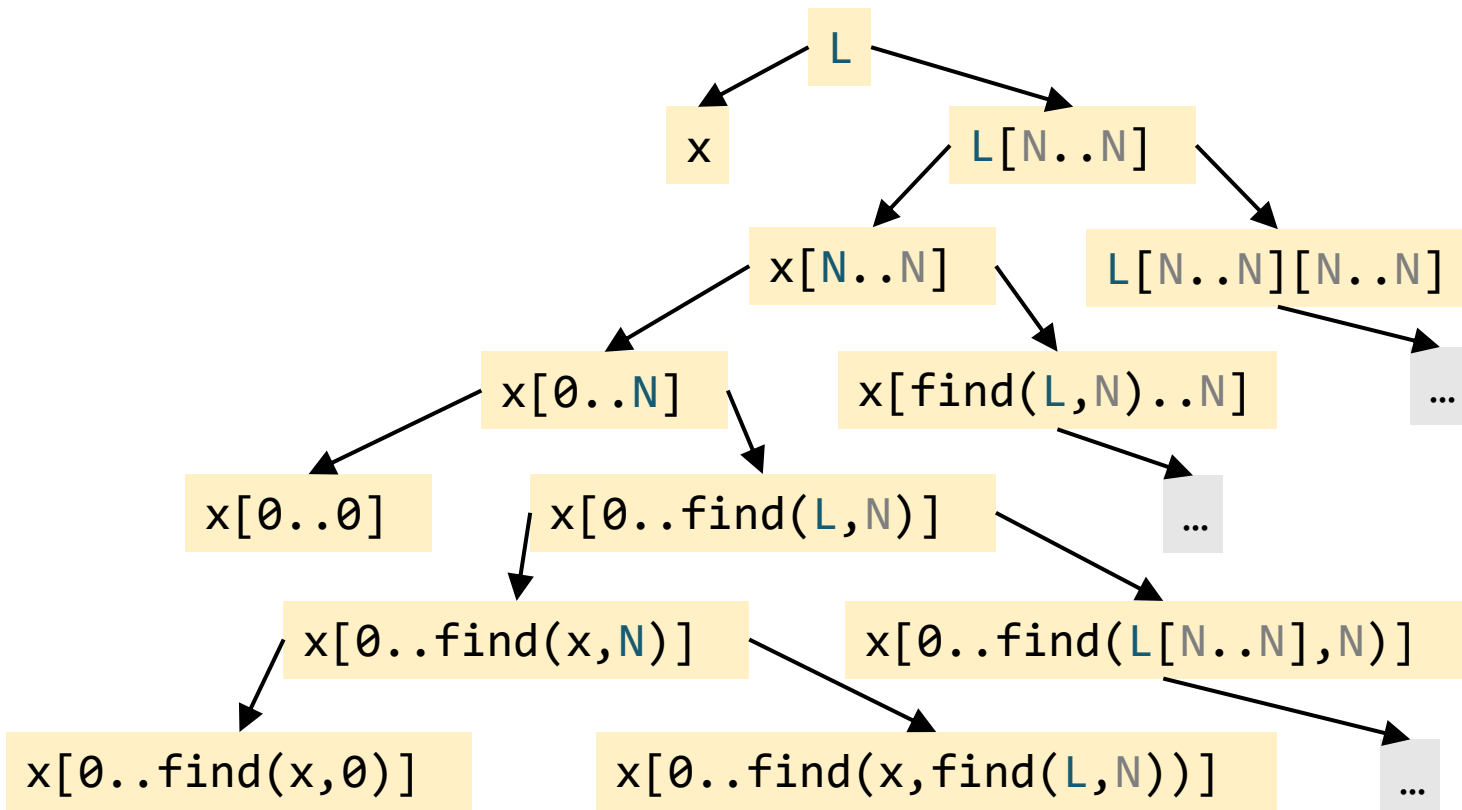 L
x
L[N..N]
x[N..N]
L[N..N][N..N]
x[0..N]
x[find(L,N)..N]
…
x[0..0]
x[0..find(L,N)]
…
x[0..find(x,N)]
x[0..find(L[N..N],N)]
x[0..find(x,0)]
x[0..find(x,find(L,N))]
…